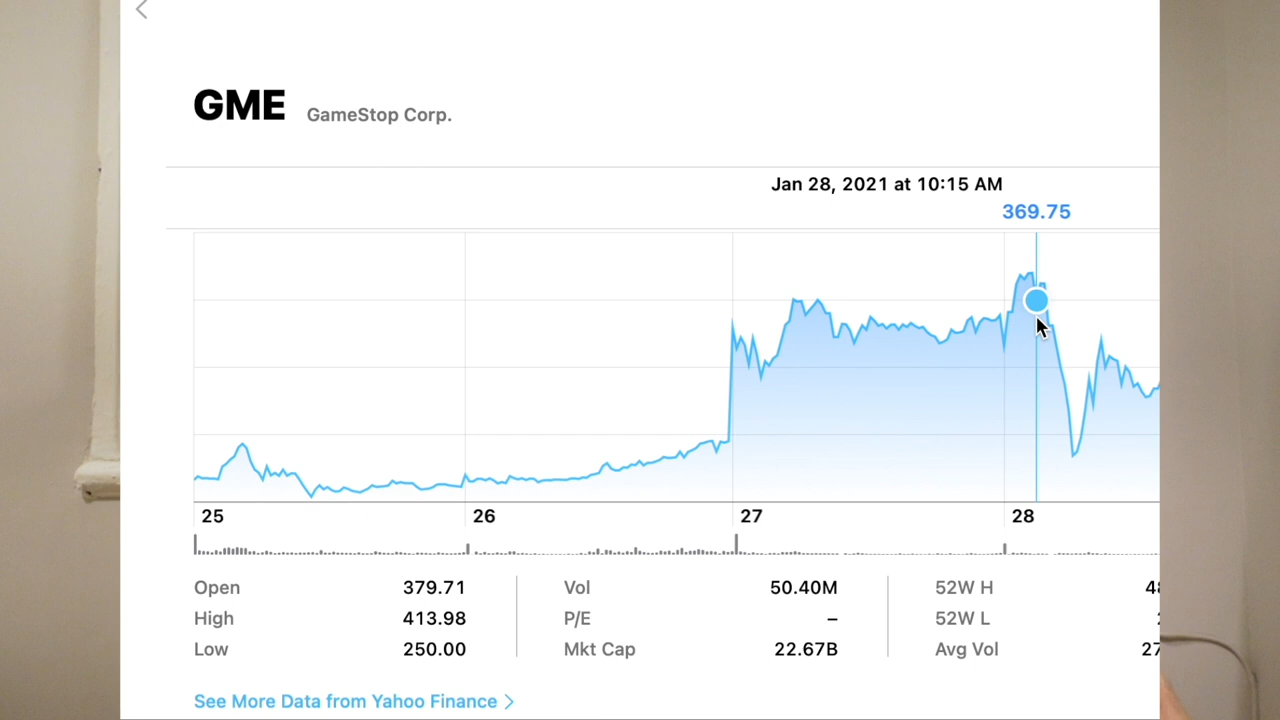 GME GameStop Corp.
Jan 28, 2021 at 10:15 AM
369.75
25 26 27 28
Open 379.71 Vol 50.40M 52W H
High 413.98 P/E – 52W L
Low 250.00 Mkt Cap 22.67B Avg Vol 27
See More Data from Yahoo Finance